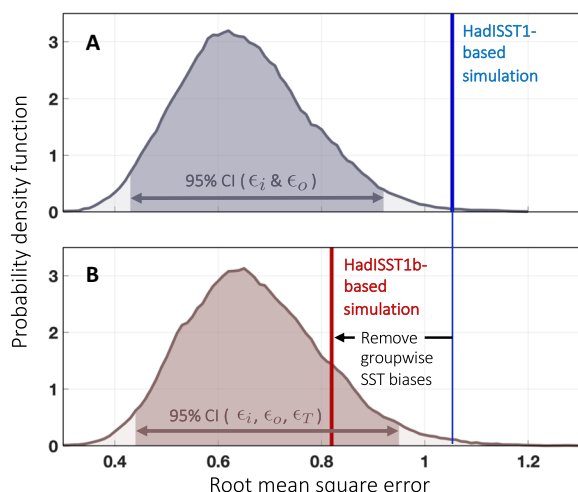 Probability density function
A
3
2
1
0
HadISST1-
based
simulation
95% CI ( ϵi & ϵo )
B
3
2
1
0
HadISST1b-
based
simulation
Remove
groupwise
SST biases
95% CI ( ϵi, ϵo, ϵT )
0.4 0.6 0.8 1 1.2
Root mean square error